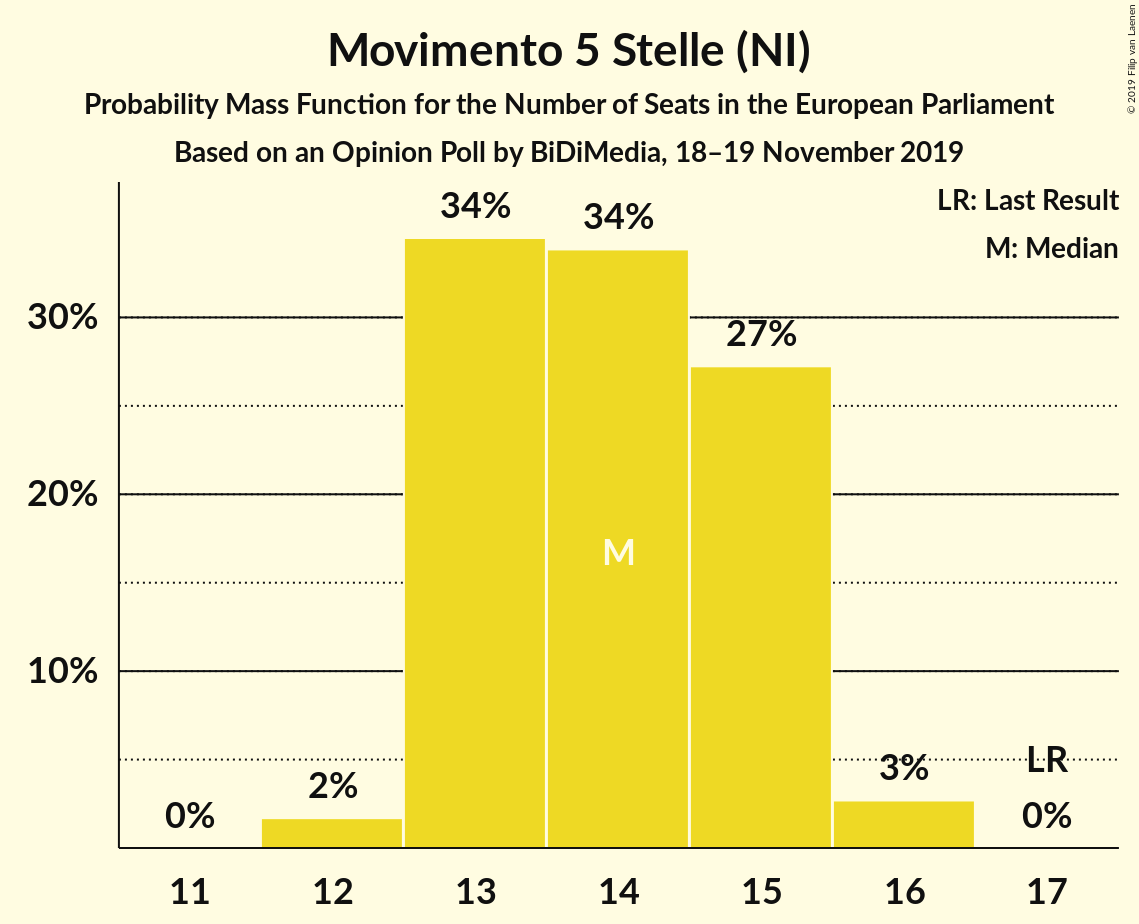 Movimento 5 Stelle (NI)
Probability Mass Function for the Number of Seats in the European Parliament
Based on an Opinion Poll by BiDiMedia, 18–19 November 2019
© 2019 Filip van Laenen
LR: Last Result
M: Median
34%
34%
30%
27%
20%
M
10%
LR
3%
2%
0%
0%
11
12
13
14
15
16
17